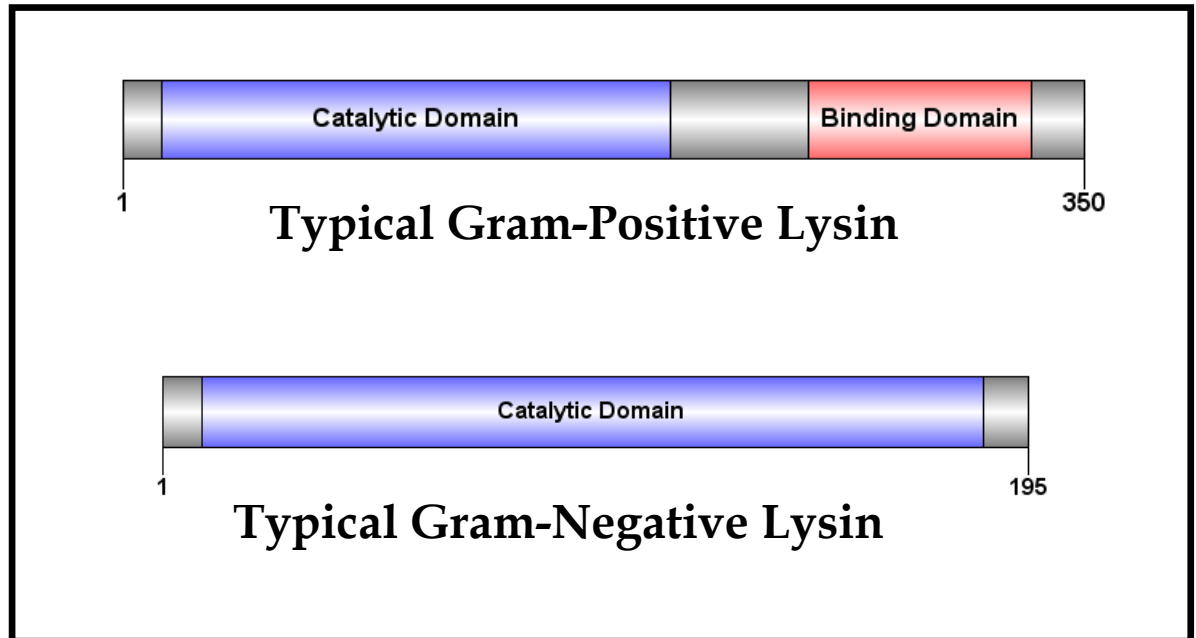 Catalytic Domain Binding Domain
1 350
Typical Gram-Positive Lysin
Catalytic Domain
1 195
Typical Gram-Negative Lysin